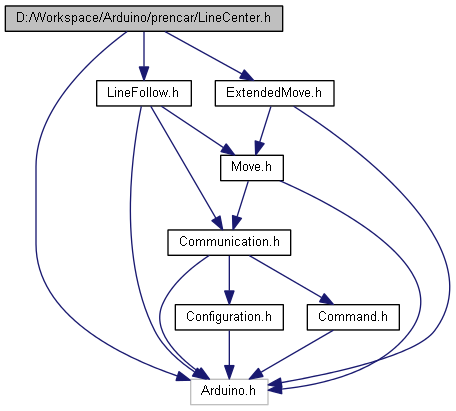 D:/Workspace/Arduino/prencar/LineCenter.h
LineFollow.h
ExtendedMove.h
Move.h
Communication.h
Configuration.h
Command.h
Arduino.h